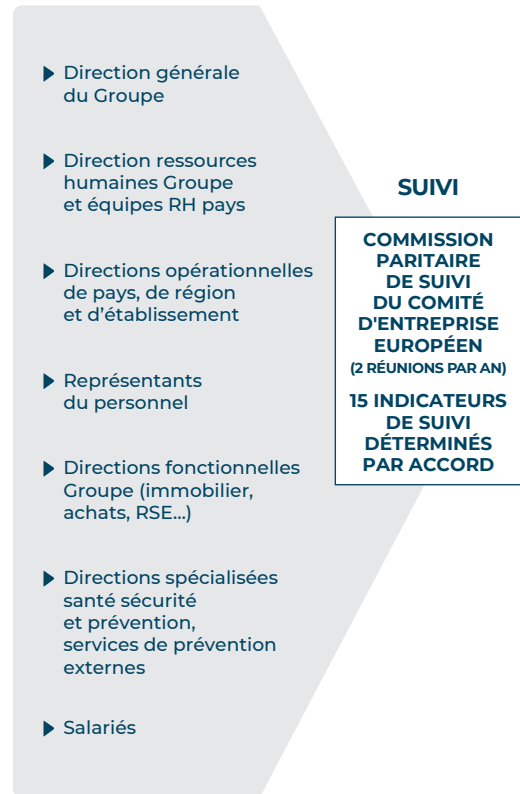 Direction générale
du Groupe
Direction ressources
humaines Groupe
et équipes RH pays
Directions opérationnelles
de pays, de région
et d'établissement
Représentants
du personnel
Directions fonctionnelles
Groupe (immobilier,
achats, RSE...)
Directions spécialisées
santé sécurité
et prévention,
services de prévention
externes
Salariés
SUIVI
COMMISSION
PARITAIRE
DE SUIVI
DU COMITÉ
D'ENTREPRISE
EUROPÉEN
(2 RÉUNIONS PAR AN)
15 INDICATEURS
DE SUIVI
DÉTERMINÉS
PAR ACCORD